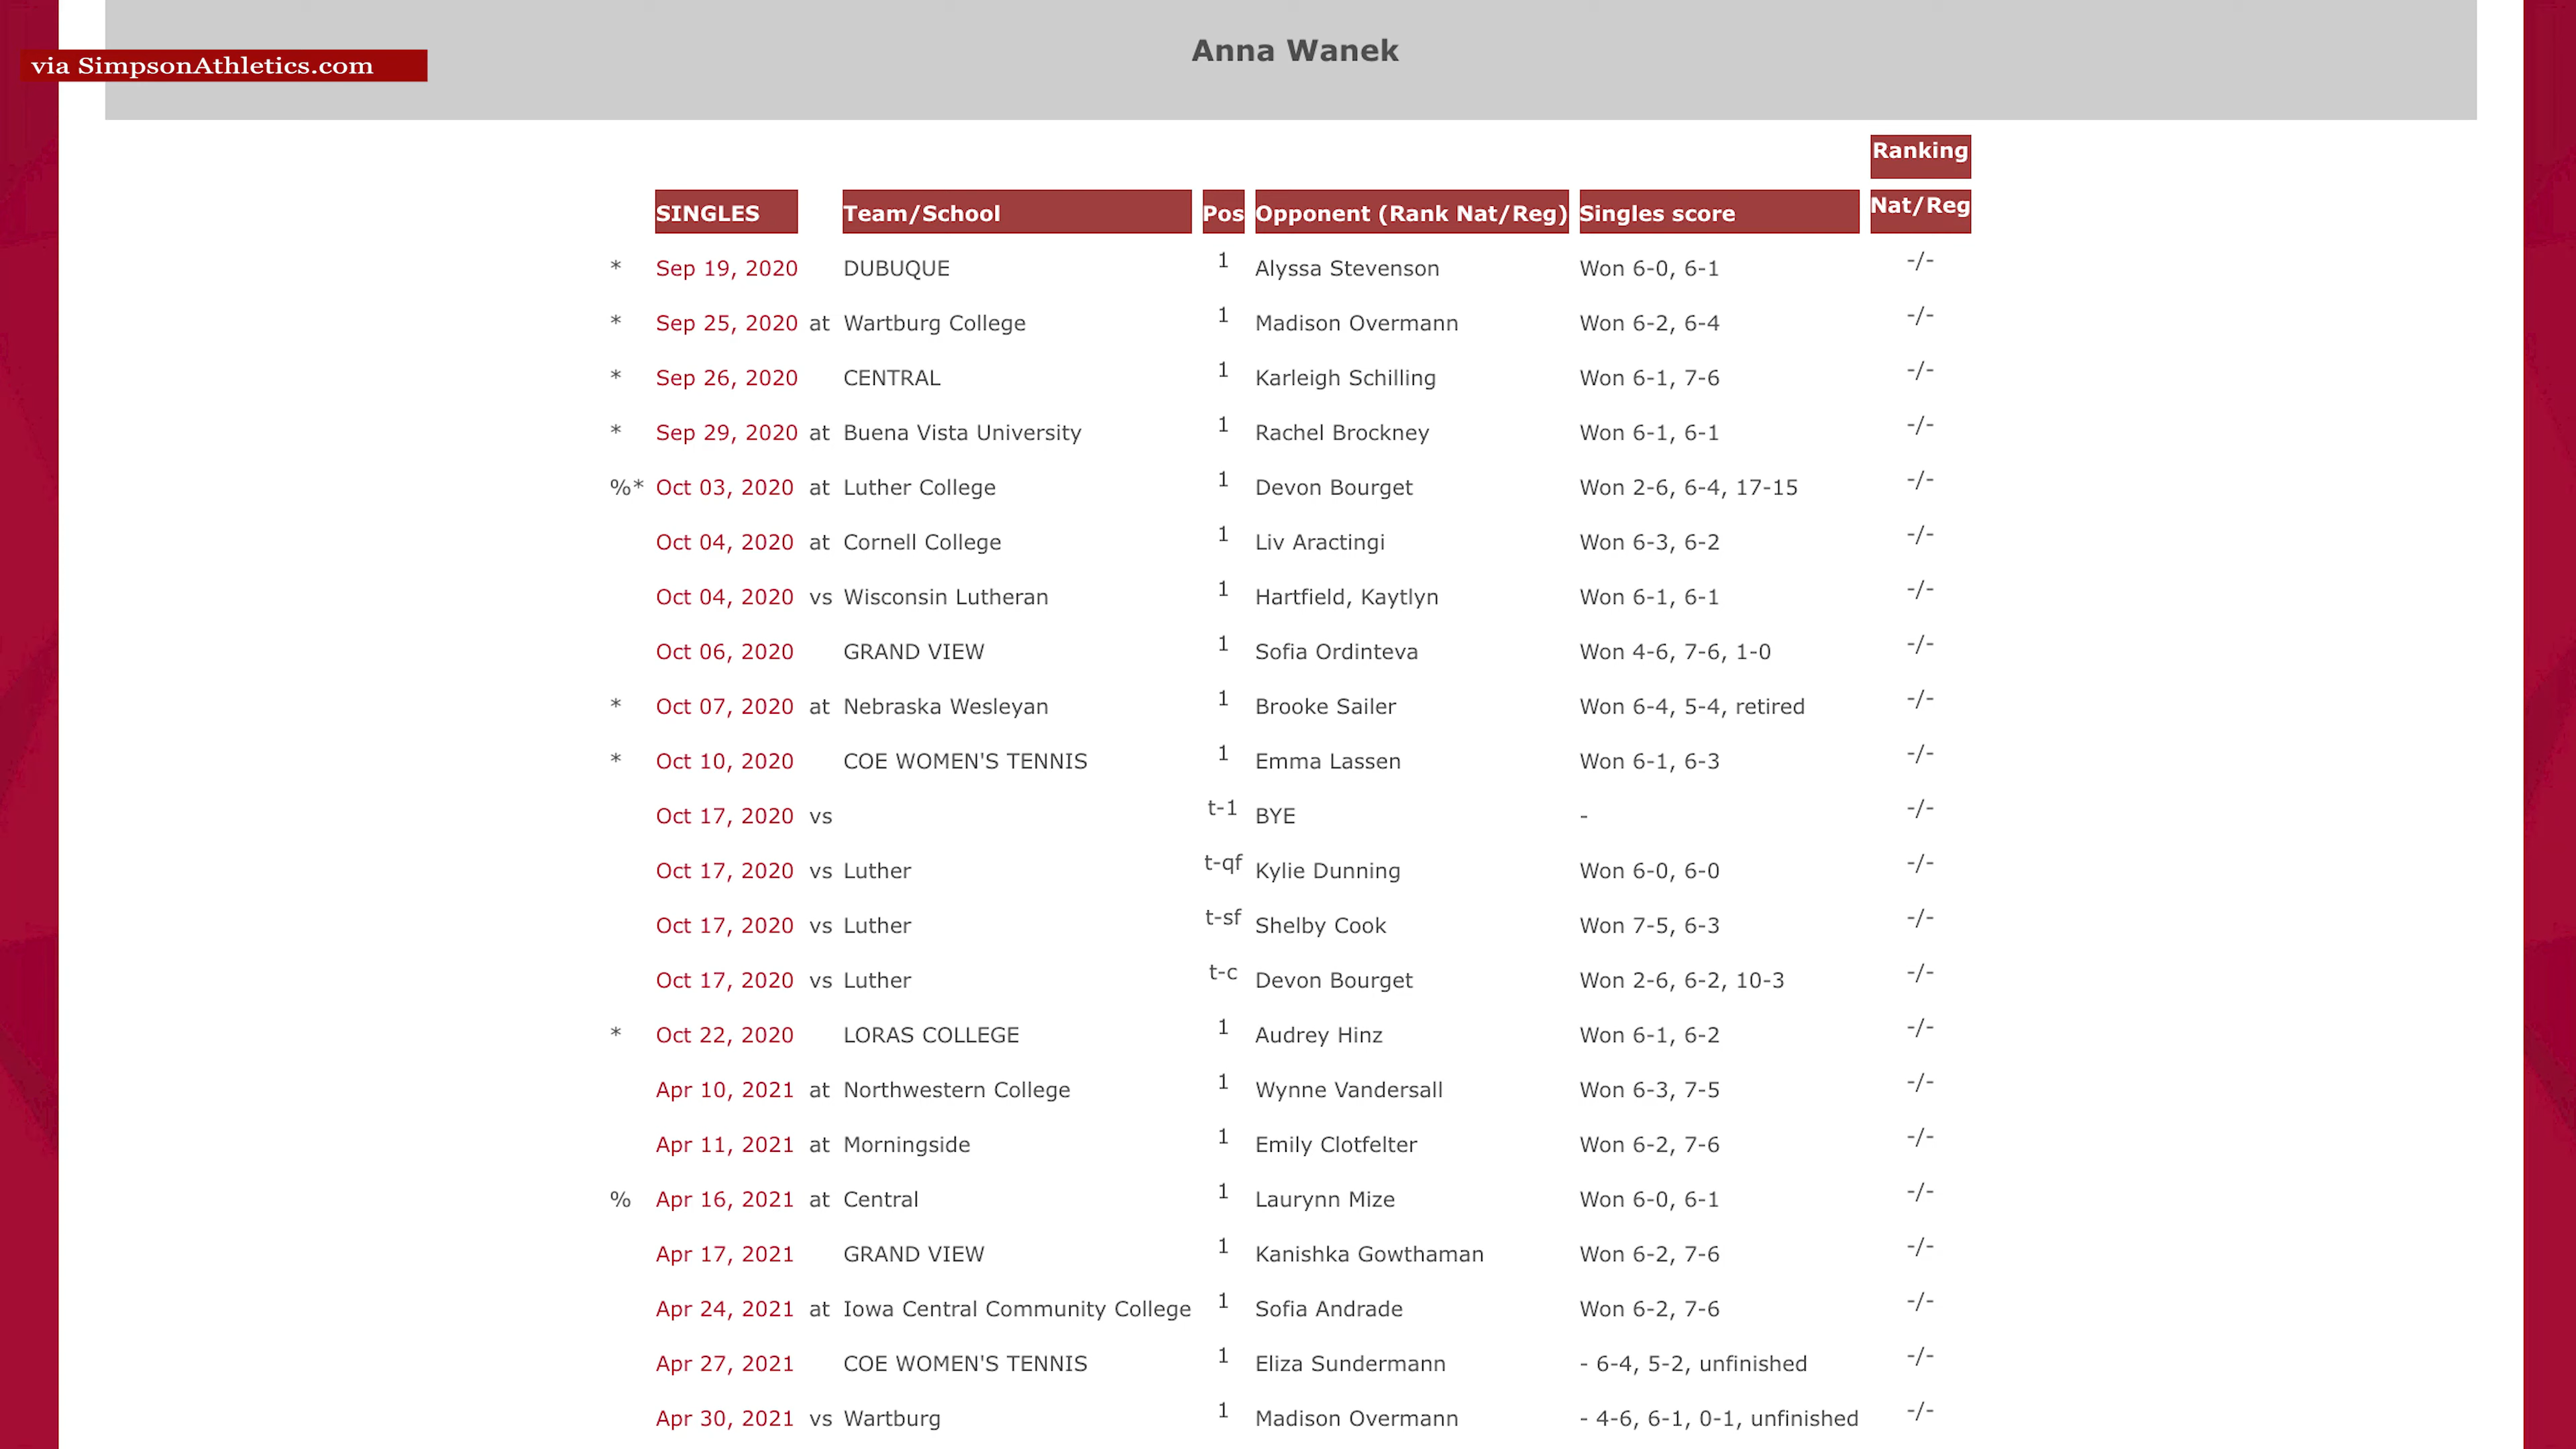 Anna Wanek
via SimpsonAthletics.com
Ranking
SINGLES Team/School Pos Opponent (Rank Nat/Reg) Singles score Nat/Reg
* Sep 19, 2020 DUBUQUE 1 Alyssa Stevenson Won 6-0, 6-1 -/-
* Sep 25, 2020 at Wartburg College 1 Madison Overmann Won 6-2, 6-4 -/-
* Sep 26, 2020 CENTRAL 1 Karleigh Schilling Won 6-1, 7-6 -/-
* Sep 29, 2020 at Buena Vista University 1 Rachel Brockney Won 6-1, 6-1 -/-
%* Oct 03, 2020 at Luther College 1 Devon Bourget Won 2-6, 6-4, 17-15 -/-
Oct 04, 2020 at Cornell College 1 Liv Aractingi Won 6-3, 6-2 -/-
Oct 04, 2020 vs Wisconsin Lutheran 1 Hartfield, Kaytlyn Won 6-1, 6-1 -/-
Oct 06, 2020 GRAND VIEW 1 Sofia Ordinteva Won 4-6, 7-6, 1-0 -/-
* Oct 07, 2020 at Nebraska Wesleyan 1 Brooke Sailer Won 6-4, 5-4, retired -/-
* Oct 10, 2020 COE WOMEN'S TENNIS 1 Emma Lassen Won 6-1, 6-3 -/-
Oct 17, 2020 vs t-1 BYE - -/-
Oct 17, 2020 vs Luther t-qf Kylie Dunning Won 6-0, 6-0 -/-
Oct 17, 2020 vs Luther t-sf Shelby Cook Won 7-5, 6-3 -/-
Oct 17, 2020 vs Luther t-c Devon Bourget Won 2-6, 6-2, 10-3 -/-
* Oct 22, 2020 LORAS COLLEGE 1 Audrey Hinz Won 6-1, 6-2 -/-
Apr 10, 2021 at Northwestern College 1 Wynne Vandersall Won 6-3, 7-5 -/-
Apr 11, 2021 at Morningside 1 Emily Clotfelter Won 6-2, 7-6 -/-
% Apr 16, 2021 at Central 1 Laurynn Mize Won 6-0, 6-1 -/-
Apr 17, 2021 GRAND VIEW 1 Kanishka Gowthaman Won 6-2, 7-6 -/-
Apr 24, 2021 at Iowa Central Community College 1 Sofia Andrade Won 6-2, 7-6 -/-
Apr 27, 2021 COE WOMEN'S TENNIS 1 Eliza Sundermann - 6-4, 5-2, unfinished -/-
Apr 30, 2021 vs Wartburg 1 Madison Overmann - 4-6, 6-1, 0-1, unfinished -/-